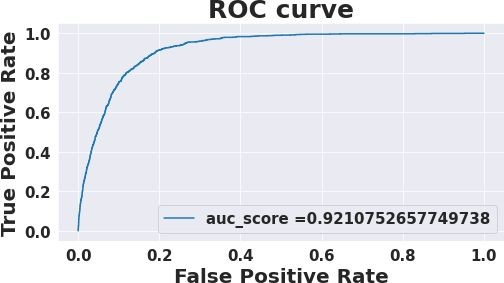 ROC curve
True Positive Rate
1.0
0.8
0.6
0.4
0.2
0.0
auc_score =0.9210752657749738
0.0 0.2 0.4 0.6 0.8 1.0
False Positive Rate